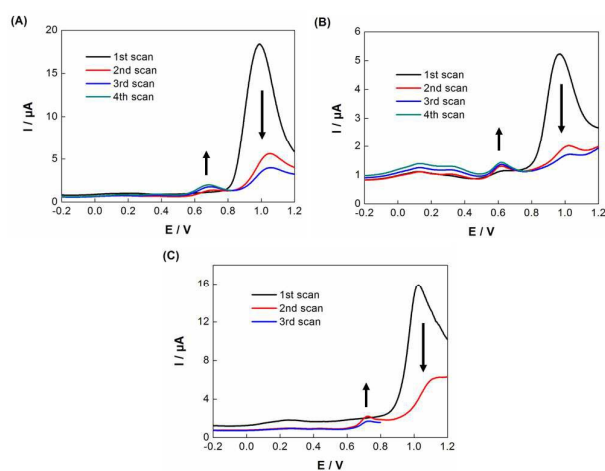 (A)
I / µA
20
15
10
5
0
1st scan
2nd scan
3rd scan
4th scan
-0.2 0.0 0.2 0.4 0.6 0.8 1.0 1.2
E / V
(B)
I / µA
6
5
4
3
2
1
0
1st scan
2nd scan
3rd scan
4th scan
-0.2 0.0 0.2 0.4 0.6 0.8 1.0 1.2
E / V
(C)
I / µA
16
12
8
4
0
1st scan
2nd scan
3rd scan
-0.2 0.0 0.2 0.4 0.6 0.8 1.0 1.2
E / V